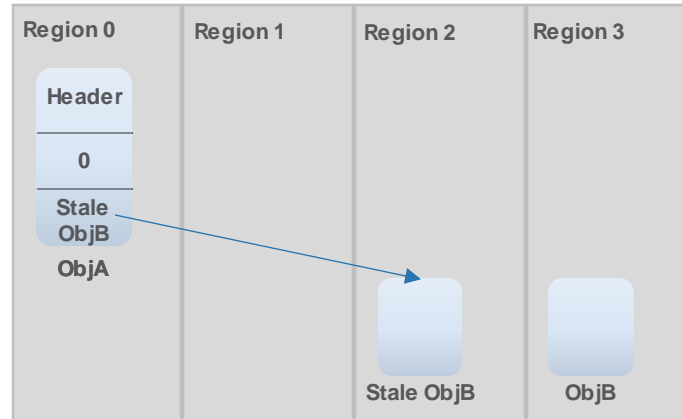 Region 0
Region 1
Region 2
Region 3
Header
0
Stale
ObjB
ObjA
Stale ObjB
ObjB